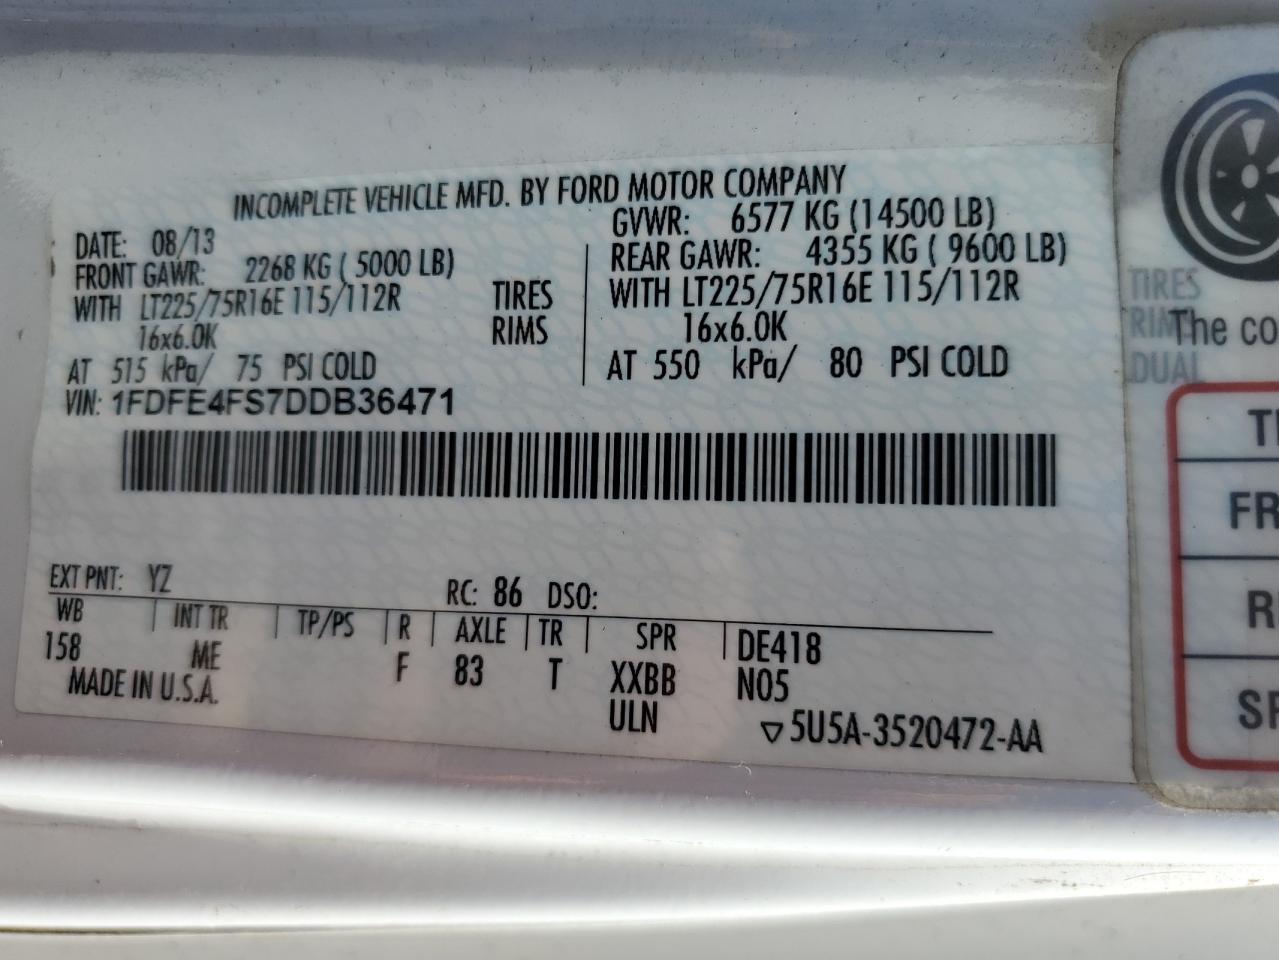 INCOMPLETE VEHICLE MFD. BY FORD MOTOR COMPANY
DATE: 08/13
GVWR: 6577 KG (14500 LB)
FRONT GAWR: 2268 KG ( 5000 LB)
REAR GAWR: 4355 KG ( 9600 LB)
WITH LT225/75R16E 115/112R TIRES WITH LT225/75R16E 115/112R
16x6.0K RIMS 16x6.0K
AT 515 kPa/ 75 PSI COLD AT 550 kPa/ 80 PSI COLD
VIN: 1FDFE4FS7DDB36471
EXT PNT: YZ RC: 86 DSO:
WB INT TR TP/PS R AXLE TR SPR DE418
158 ME F 83 T XXBB N05
MADE IN U.S.A. ULN 5U5A-3520472-AA
TIRES
RIMS
DUAL
The co
TI
FR
R
SP